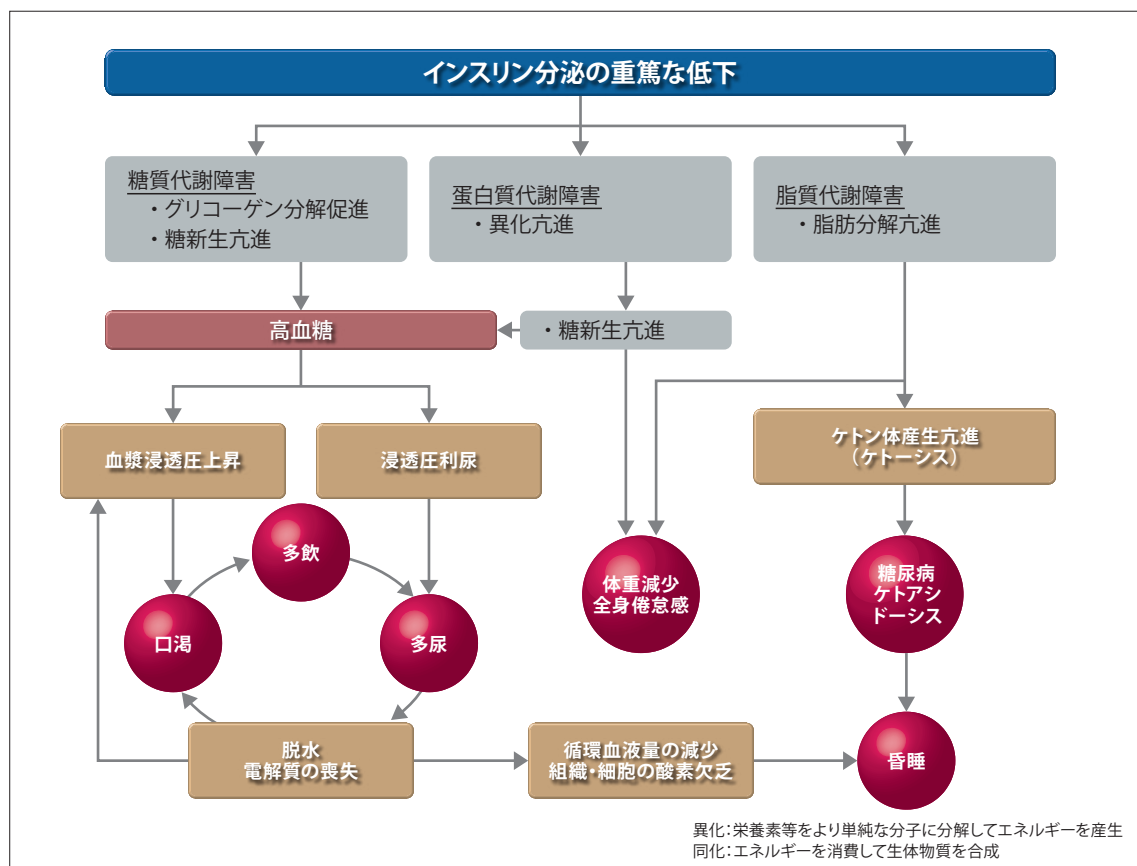 インスリン分泌の重篤な低下
糖質代謝障害
・グリコーゲン分解促進
・糖新生亢進
蛋白質代謝障害
・異化亢進
脂質代謝障害
・脂肪分解亢進
高血糖
・糖新生亢進
血漿浸透圧上昇
浸透圧利尿
ケトン体産生亢進
(ケトーシス)
多飲
体重減少
全身倦怠感
糖尿病
ケトアシ
ドーシス
口渇
多尿
脱水
電解質の喪失
循環血液量の減少
組織・細胞の酸素欠乏
昏睡
異化：栄養素等をより単純な分子に分解してエネルギーを産生
同化：エネルギーを消費して生体物質を合成